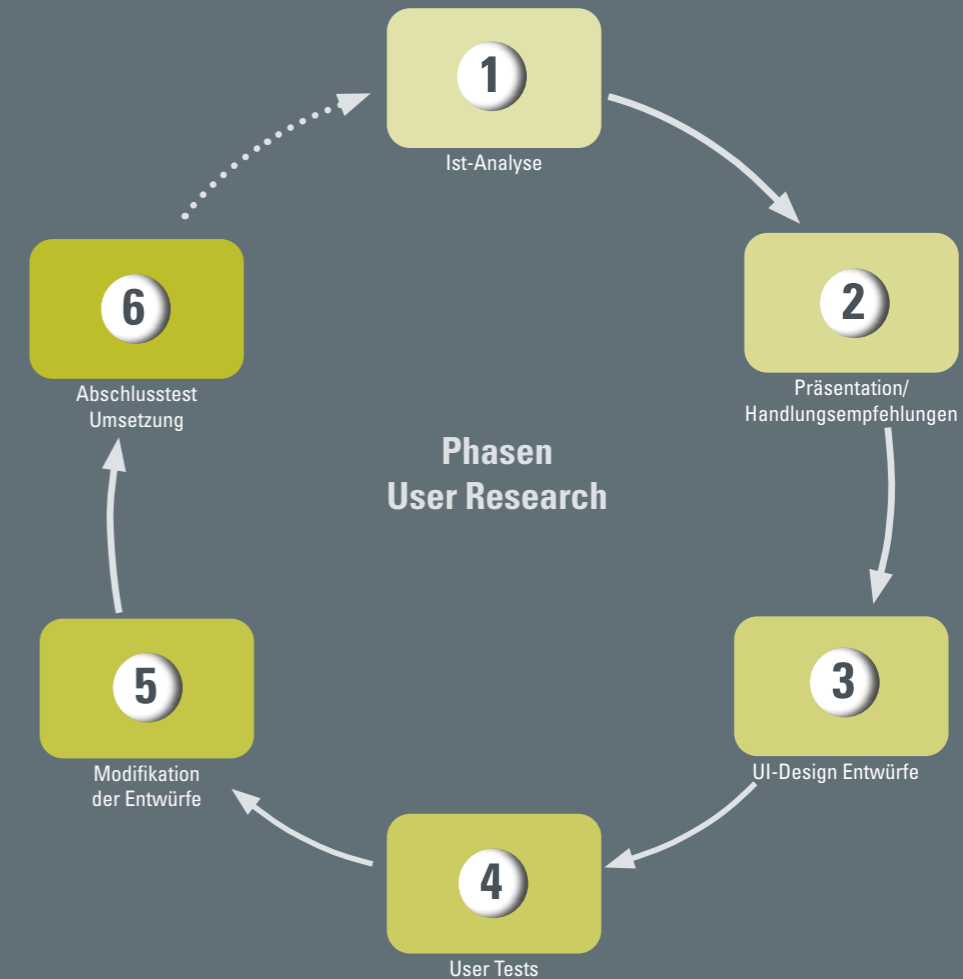 1
Ist-Analyse
2
Präsentation/
Handlungsempfehlungen
3
UI-Design Entwürfe
4
User Tests
5
Modifikation
der Entwürfe
6
Abschlusstest
Umsetzung
Phasen
User Research